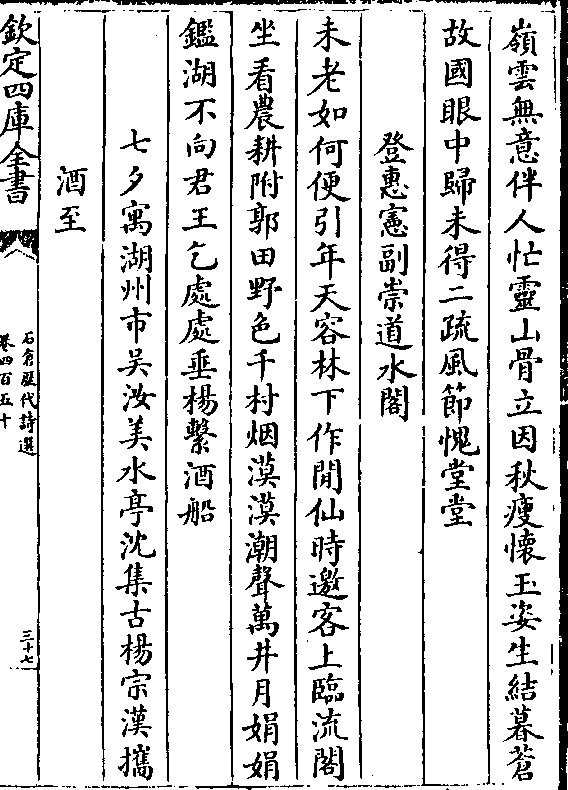 嶺雲無意伴人忙靈山骨立因秋瘦懐玉姿生結暮蒼
故國眼中歸未得二疏風節愧堂堂
登惠憲副崇道水閣
未老如何便引年天容林下作閒仙時邀客上臨流閣
坐看農耕附郭田野色千村烟漠漠潮聲萬井月娟娟
鑑湖不向君王乞處處垂楊繫酒船
七夕寓湖州市吴汝美水亭沈集古楊宗漢攜
酒至
欽定四庫全書
石倉歴代詩選
卷四百五十
三十七